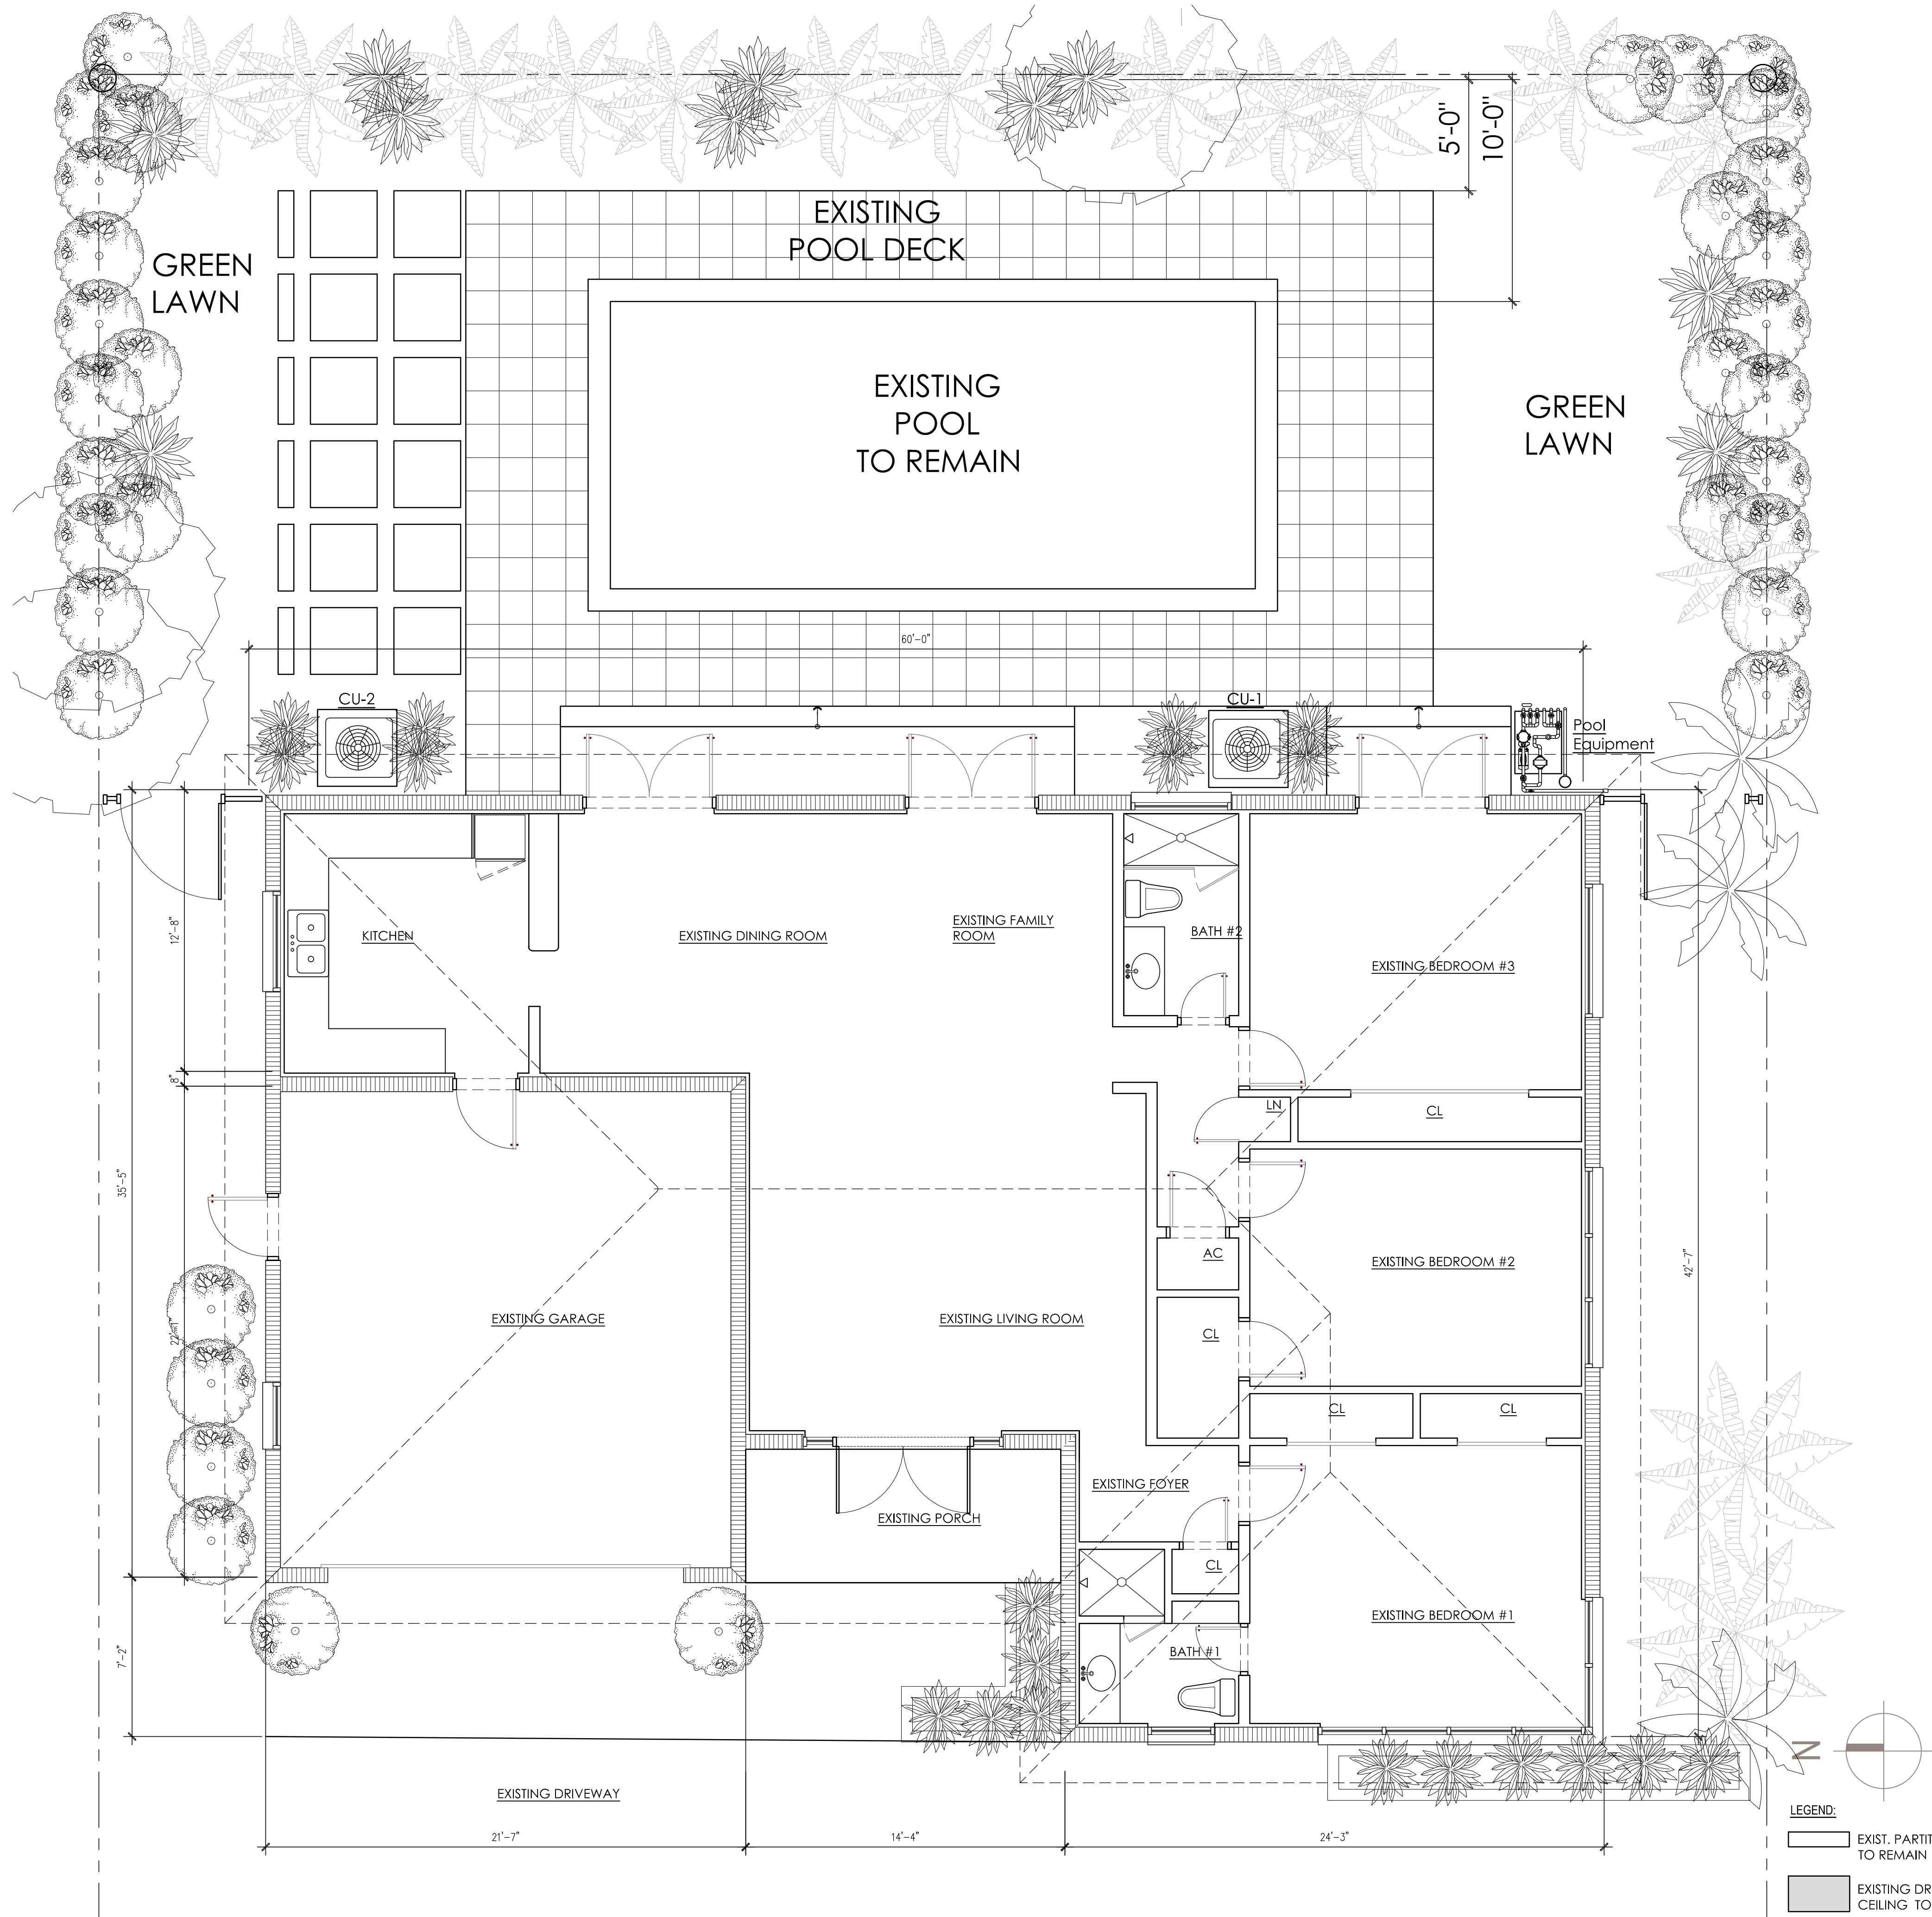 5'-0"
10'-0"
EXISTING
POOL DECK
GREEN
LAWN
EXISTING
POOL
TO REMAIN
GREEN
LAWN
60'-0"
CU-2
CU-1
Pool
Equipment
KITCHEN
EXISTING DINING ROOM
EXISTING FAMILY
ROOM
BATH #2
EXISTING BEDROOM #3
12'-8"
8"
LN
CL
35'-5"
AC
EXISTING BEDROOM #2
42'-7"
22'-1"
EXISTING GARAGE
EXISTING LIVING ROOM
CL
CL
CL
EXISTING FOYER
EXISTING PORCH
CL
EXISTING BEDROOM #1
7'-2"
BATH #1
N
EXISTING DRIVEWAY
LEGEND:
21'-7"
14'-4"
24'-3"
EXIST. PARTIT
TO REMAIN
EXISTING DR
CEILING TO